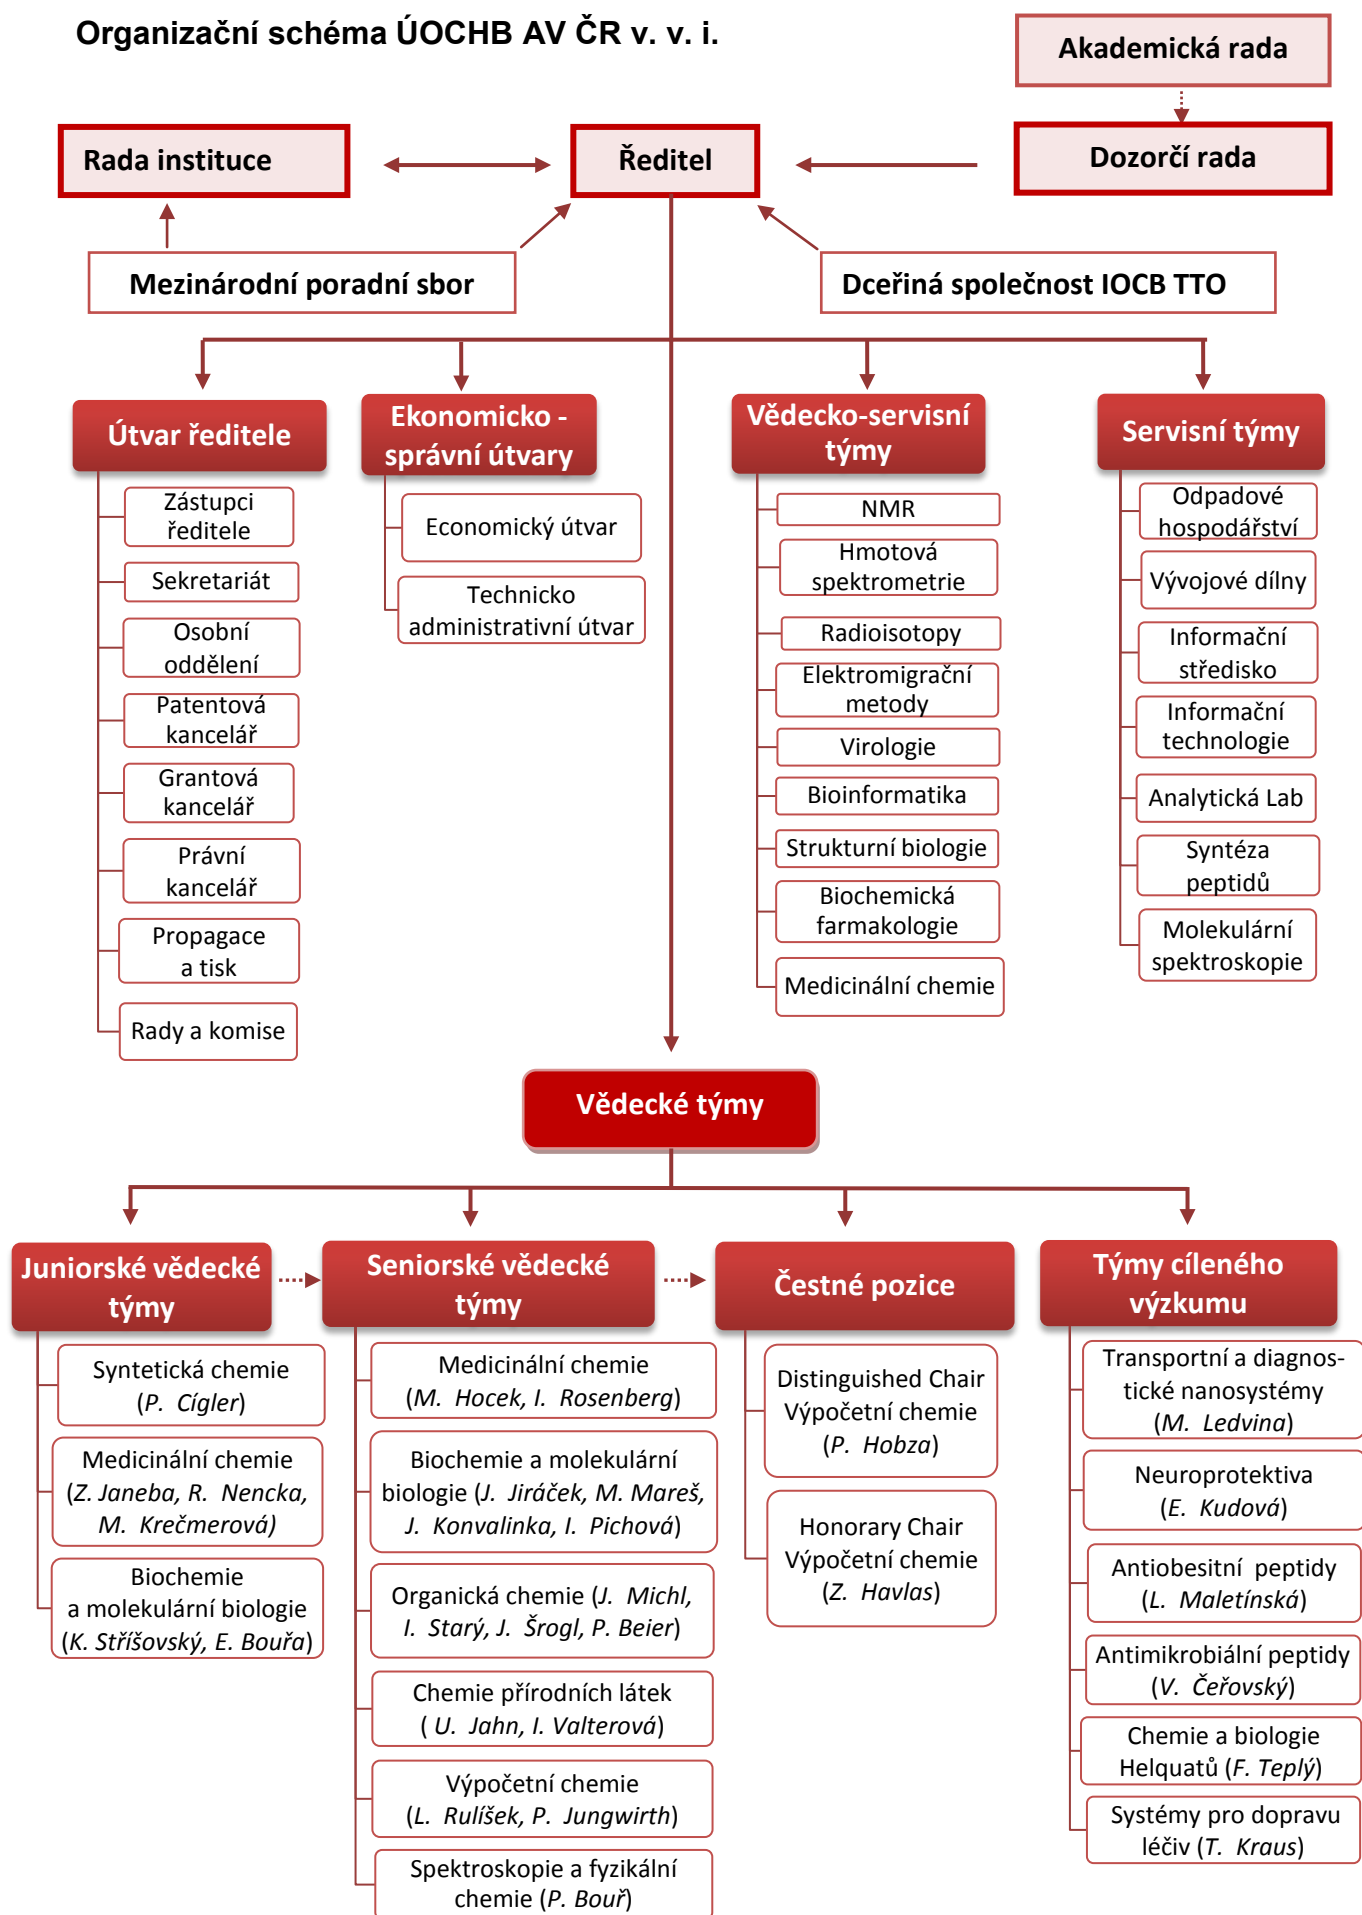 Organizační schéma ÚOCHB AV ČR v. v. i.
Akademická rada
Rada instituce
Ředitel
Dozorčí rada
Mezinárodní poradní sbor
Dceřiná společnost IOCB TTO
Útvar ředitele
Zástupci
ředitele
Sekretariát
Osobní
oddělení
Patentová
kancelář
Grantová
kancelář
Právní
kancelář
Propagace
a tisk
Rady a komise
Ekonomicko -
správní útvary
Economický útvar
Technicko
administrativní útvar
Vědecko-servisní
týmy
NMR
Hmotová
spektrometrie
Radioisotopy
Elektromigrační
metody
Virologie
Bioinformatika
Strukturní biologie
Biochemická
farmakologie
Medicinální chemie
Servisní týmy
Odpadové
hospodářství
Vývojové dílny
Informační
středisko
Informační
technologie
Analytická Lab
Syntéza
peptidů
Molekulární
spektroskopie
Vědecké týmy
Juniorské vědecké
týmy
Syntetická chemie
(P. Cígler)
Medicinální chemie
(Z. Janeba, R. Nencka,
M. Krečmerová)
Biochemie
a molekulární biologie
(K. Stříšovský, E. Bouřa)
Seniorské vědecké
týmy
Medicinální chemie
(M. Hocek, I. Rosenberg)
Biochemie a molekulární
biologie (J. Jiráček, M. Mareš,
J. Konvalinka, I. Pichová)
Organická chemie (J. Michl,
I. Starý, J. Šrogl, P. Beier)
Chemie přírodních látek
( U. Jahn, I. Valterová)
Výpočetní chemie
(L. Rulíšek, P. Jungwirth)
Spektroskopie a fyzikální
chemie (P. Bouř)
Čestné pozice
Distinguished Chair
Výpočetní chemie
(P. Hobza)
Honorary Chair
Výpočetní chemie
(Z. Havlas)
Týmy cíleného
výzkumu
Transportní a diagnos-
tické nanosystémy
(M. Ledvina)
Neuroprotektiva
(E. Kudová)
Antiobesitní peptidy
(L. Maletínská)
Antimikrobiální peptidy
(V. Čeřovský)
Chemie a biologie
Helquatů (F. Teplý)
Systémy pro dopravu
léčiv (T. Kraus)